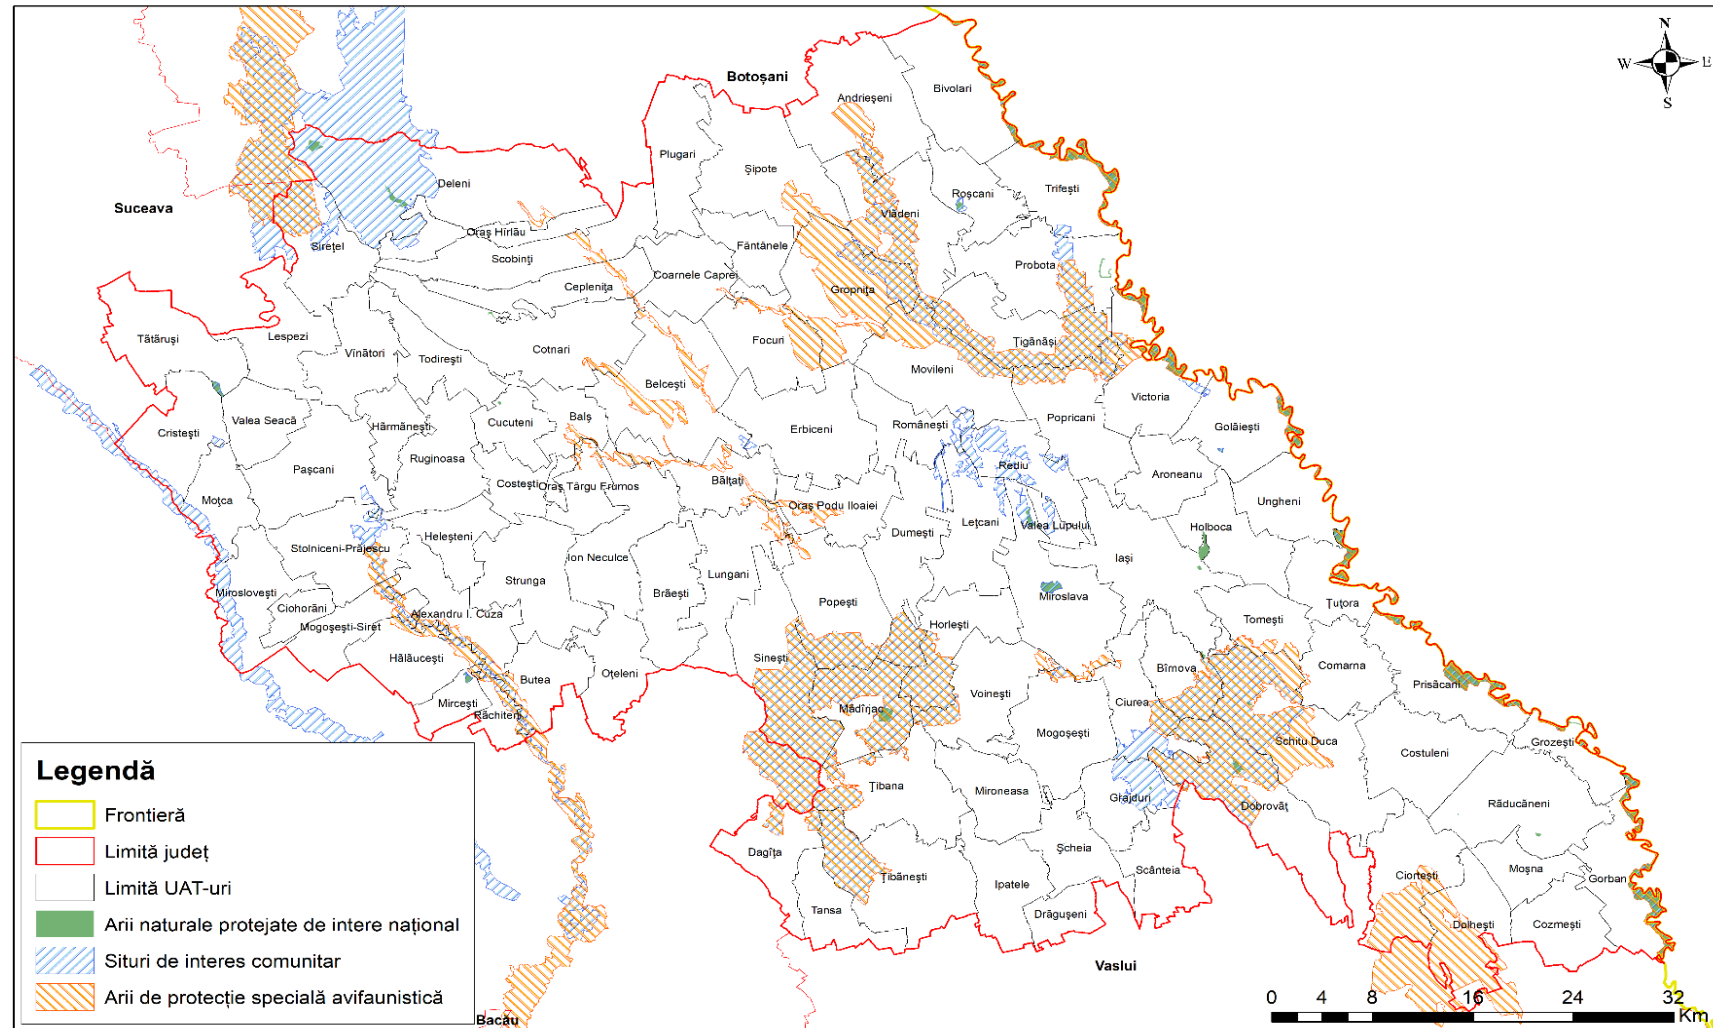 N
W
E
S
Botoșani
Suceava
Andrieșeni
Bivolari
Plugari
Șipote
Trifești
Deleni
Roșcani
Vlădeni
Oraș Hîrlău
Sirețel
Fântânele
Scobinți
Probota
Coarnele Caprei
Ceplenița
Gropnița
Tătăruși
Lespezi
Vînători
Todirești
Cotnari
Focuri
Țigănași
Movileni
Belcești
Victoria
Valea Seacă
Cristești
Hărmănești
Cucuteni
Balș
Erbiceni
Românești
Popricani
Golăiești
Pașcani
Ruginoasa
Rediu
Aroneanu
Moțca
Costești
Oraș Târgu Frumos
Bălțați
Oraș Podu Iloaiei
Ungheni
Lețcani
Valea Lupului
Holboca
Dumești
Stolniceni-Prăjescu
Heleșteni
Ion Neculce
Iași
Strunga
Lungani
Miroslovești
Brăești
Popești
Miroslava
Ciohorăni
Alexandru I. Cuza
Țuțora
Mogoșești-Siret
Horlești
Tomești
Hălăucești
Sinești
Bîrnova
Comarna
Butea
Oțeleni
Voinești
Prisăcani
Mircești
Ciurea
Răchiteni
Mădîrjac
Mogoșești
Schitu Duca
Grozești
Costuleni
Țibana
Mironeasa
Grajduri
Dobrovăț
Răducăneni
Dagîța
Șcheia
Țibănești
Scânteia
Ciortești
Moșna
Gorban
Ipatele
Tansa
Drăgușeni
Dolhești
Cozmești
Vaslui
Bacău
Legendă
Frontieră
Limită județ
Limită UAT-uri
Arii naturale protejate de intere național
Situri de interes comunitar
Arii de protecție specială avifaunistică
0 4 8 16 24 32
Km